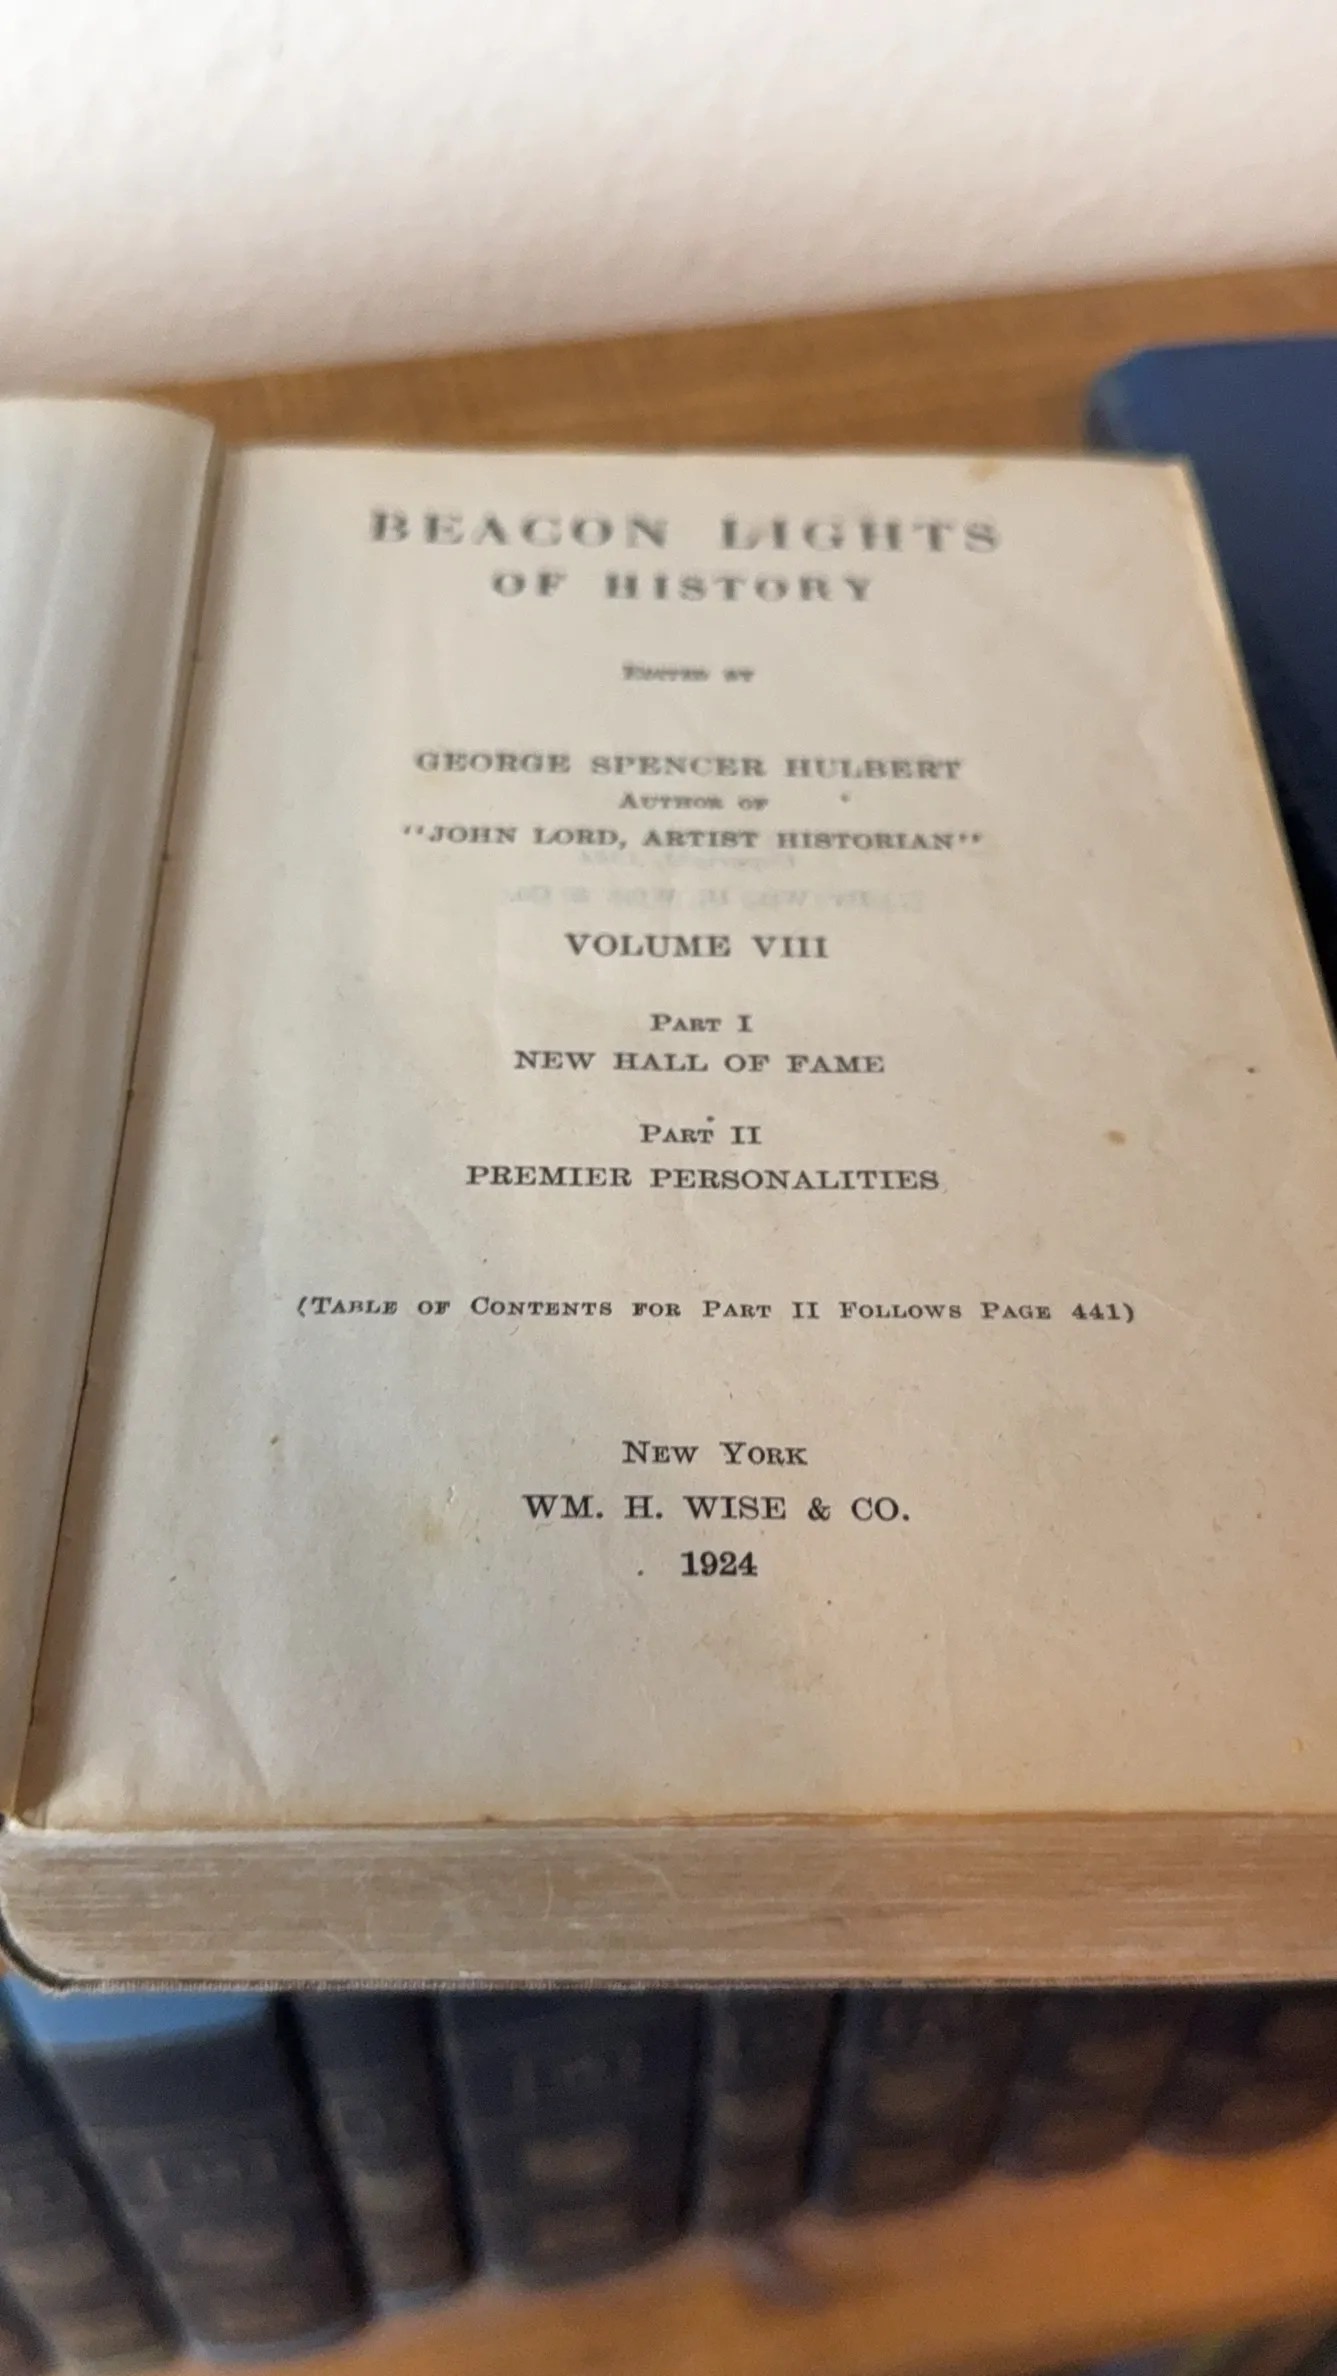 BEACON LIGHTS
OF HISTORY
EDITED BY
GEORGE SPENCER HULBERT
AUTHOR OF
"JOHN LORD, ARTIST HISTORIAN"
VOLUME VIII
PART I
NEW HALL OF FAME
PART II
PREMIER PERSONALITIES
(TABLE OF CONTENTS FOR PART II FOLLOWS PAGE 441)
NEW YORK
WM. H. WISE & CO.
1924